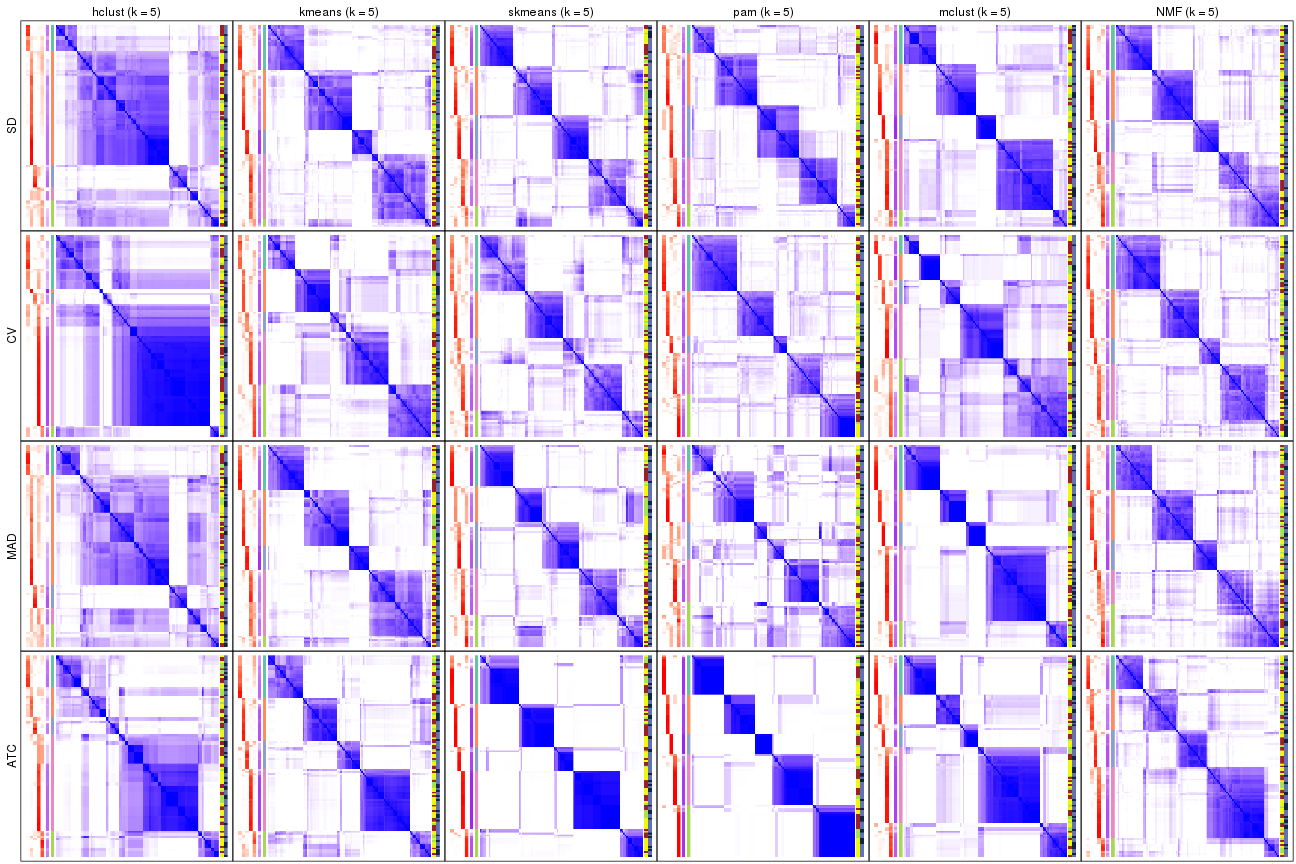 hclust (k = 5) kmeans (k = 5) skmeans (k = 5) pam (k = 5) mclust (k = 5) NMF (k = 5)
SD
CV
MAD
ATC